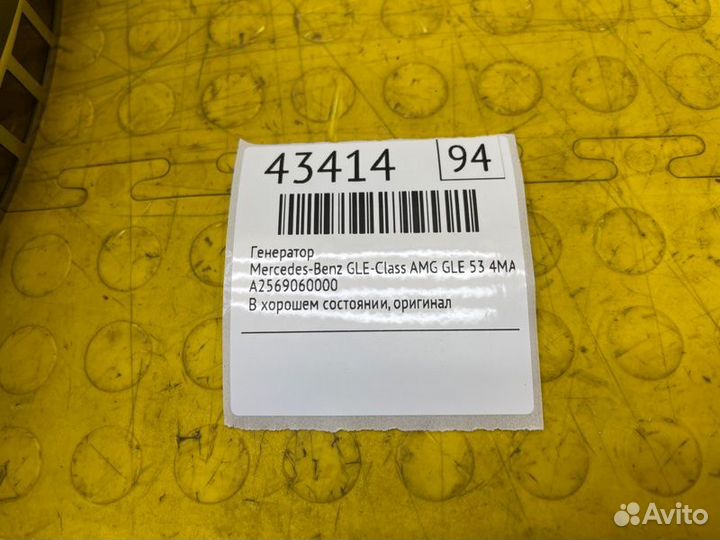 43414 94
Генератор
Mercedes-Benz GLE-Class AMG GLE 53 4MA
A2569060000
В хорошем состоянии, оригинал
Avito